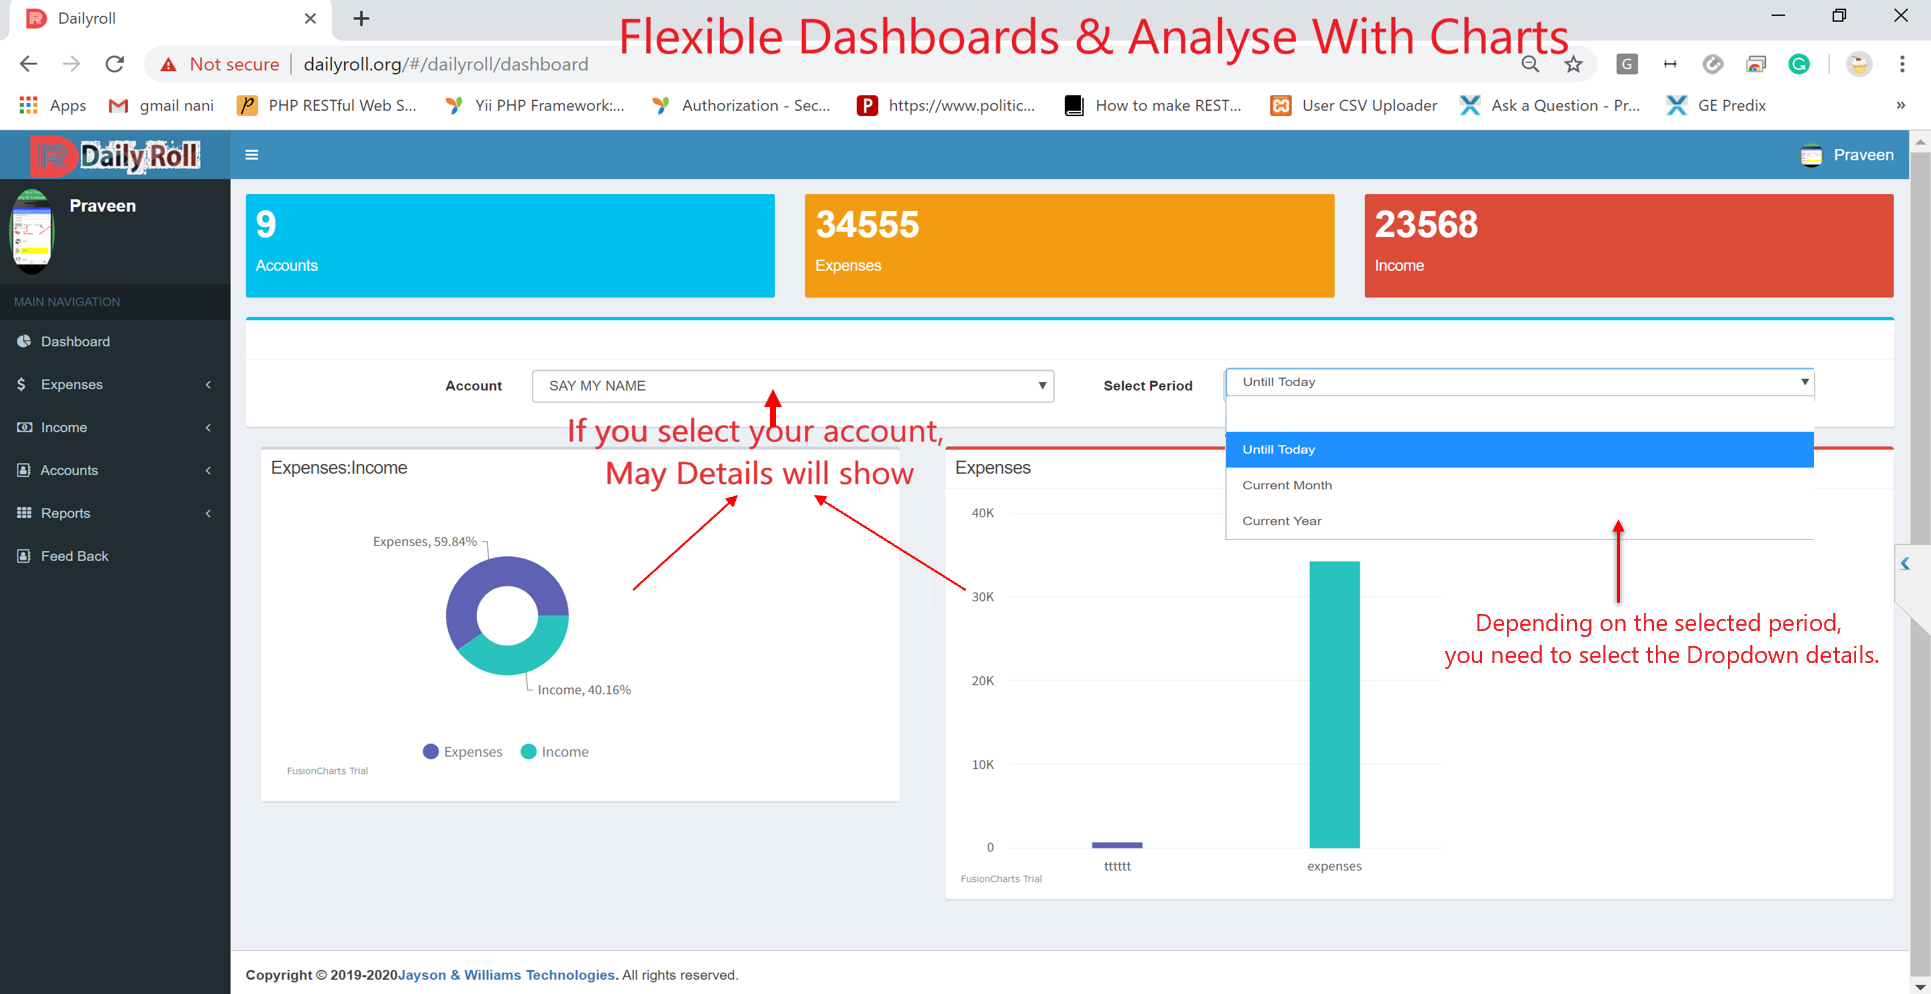 Dailyroll
Flexible Dashboards & Analyse With Charts
Not secure
dailyroll.org/#/dailyroll/dashboard
Apps
gmail nani
PHP RESTful Web S...
Yii PHP Framework:...
Authorization - Sec...
https://www.politic...
How to make REST...
User CSV Uploader
Ask a Question - Pr...
GE Predix
»
Daily Roll
Praveen
Praveen
MAIN NAVIGATION
Dashboard
Expenses
Income
Accounts
Reports
Feed Back
9
Accounts
34555
Expenses
23568
Income
Account
SAY MY NAME
Select Period
Untill Today
Untill Today
Current Month
Current Year
If you select your account,
May Details will show
Expenses:Income
Expenses, 59.84%
Income, 40.16%
Expenses
Income
FusionCharts Trial
Expenses
40K
30K
20K
10K
0
tttttt
expenses
FusionCharts Trial
Depending on the selected period,
you need to select the Dropdown details.
Copyright © 2019-2020Jayson & Williams Technologies. All rights reserved.